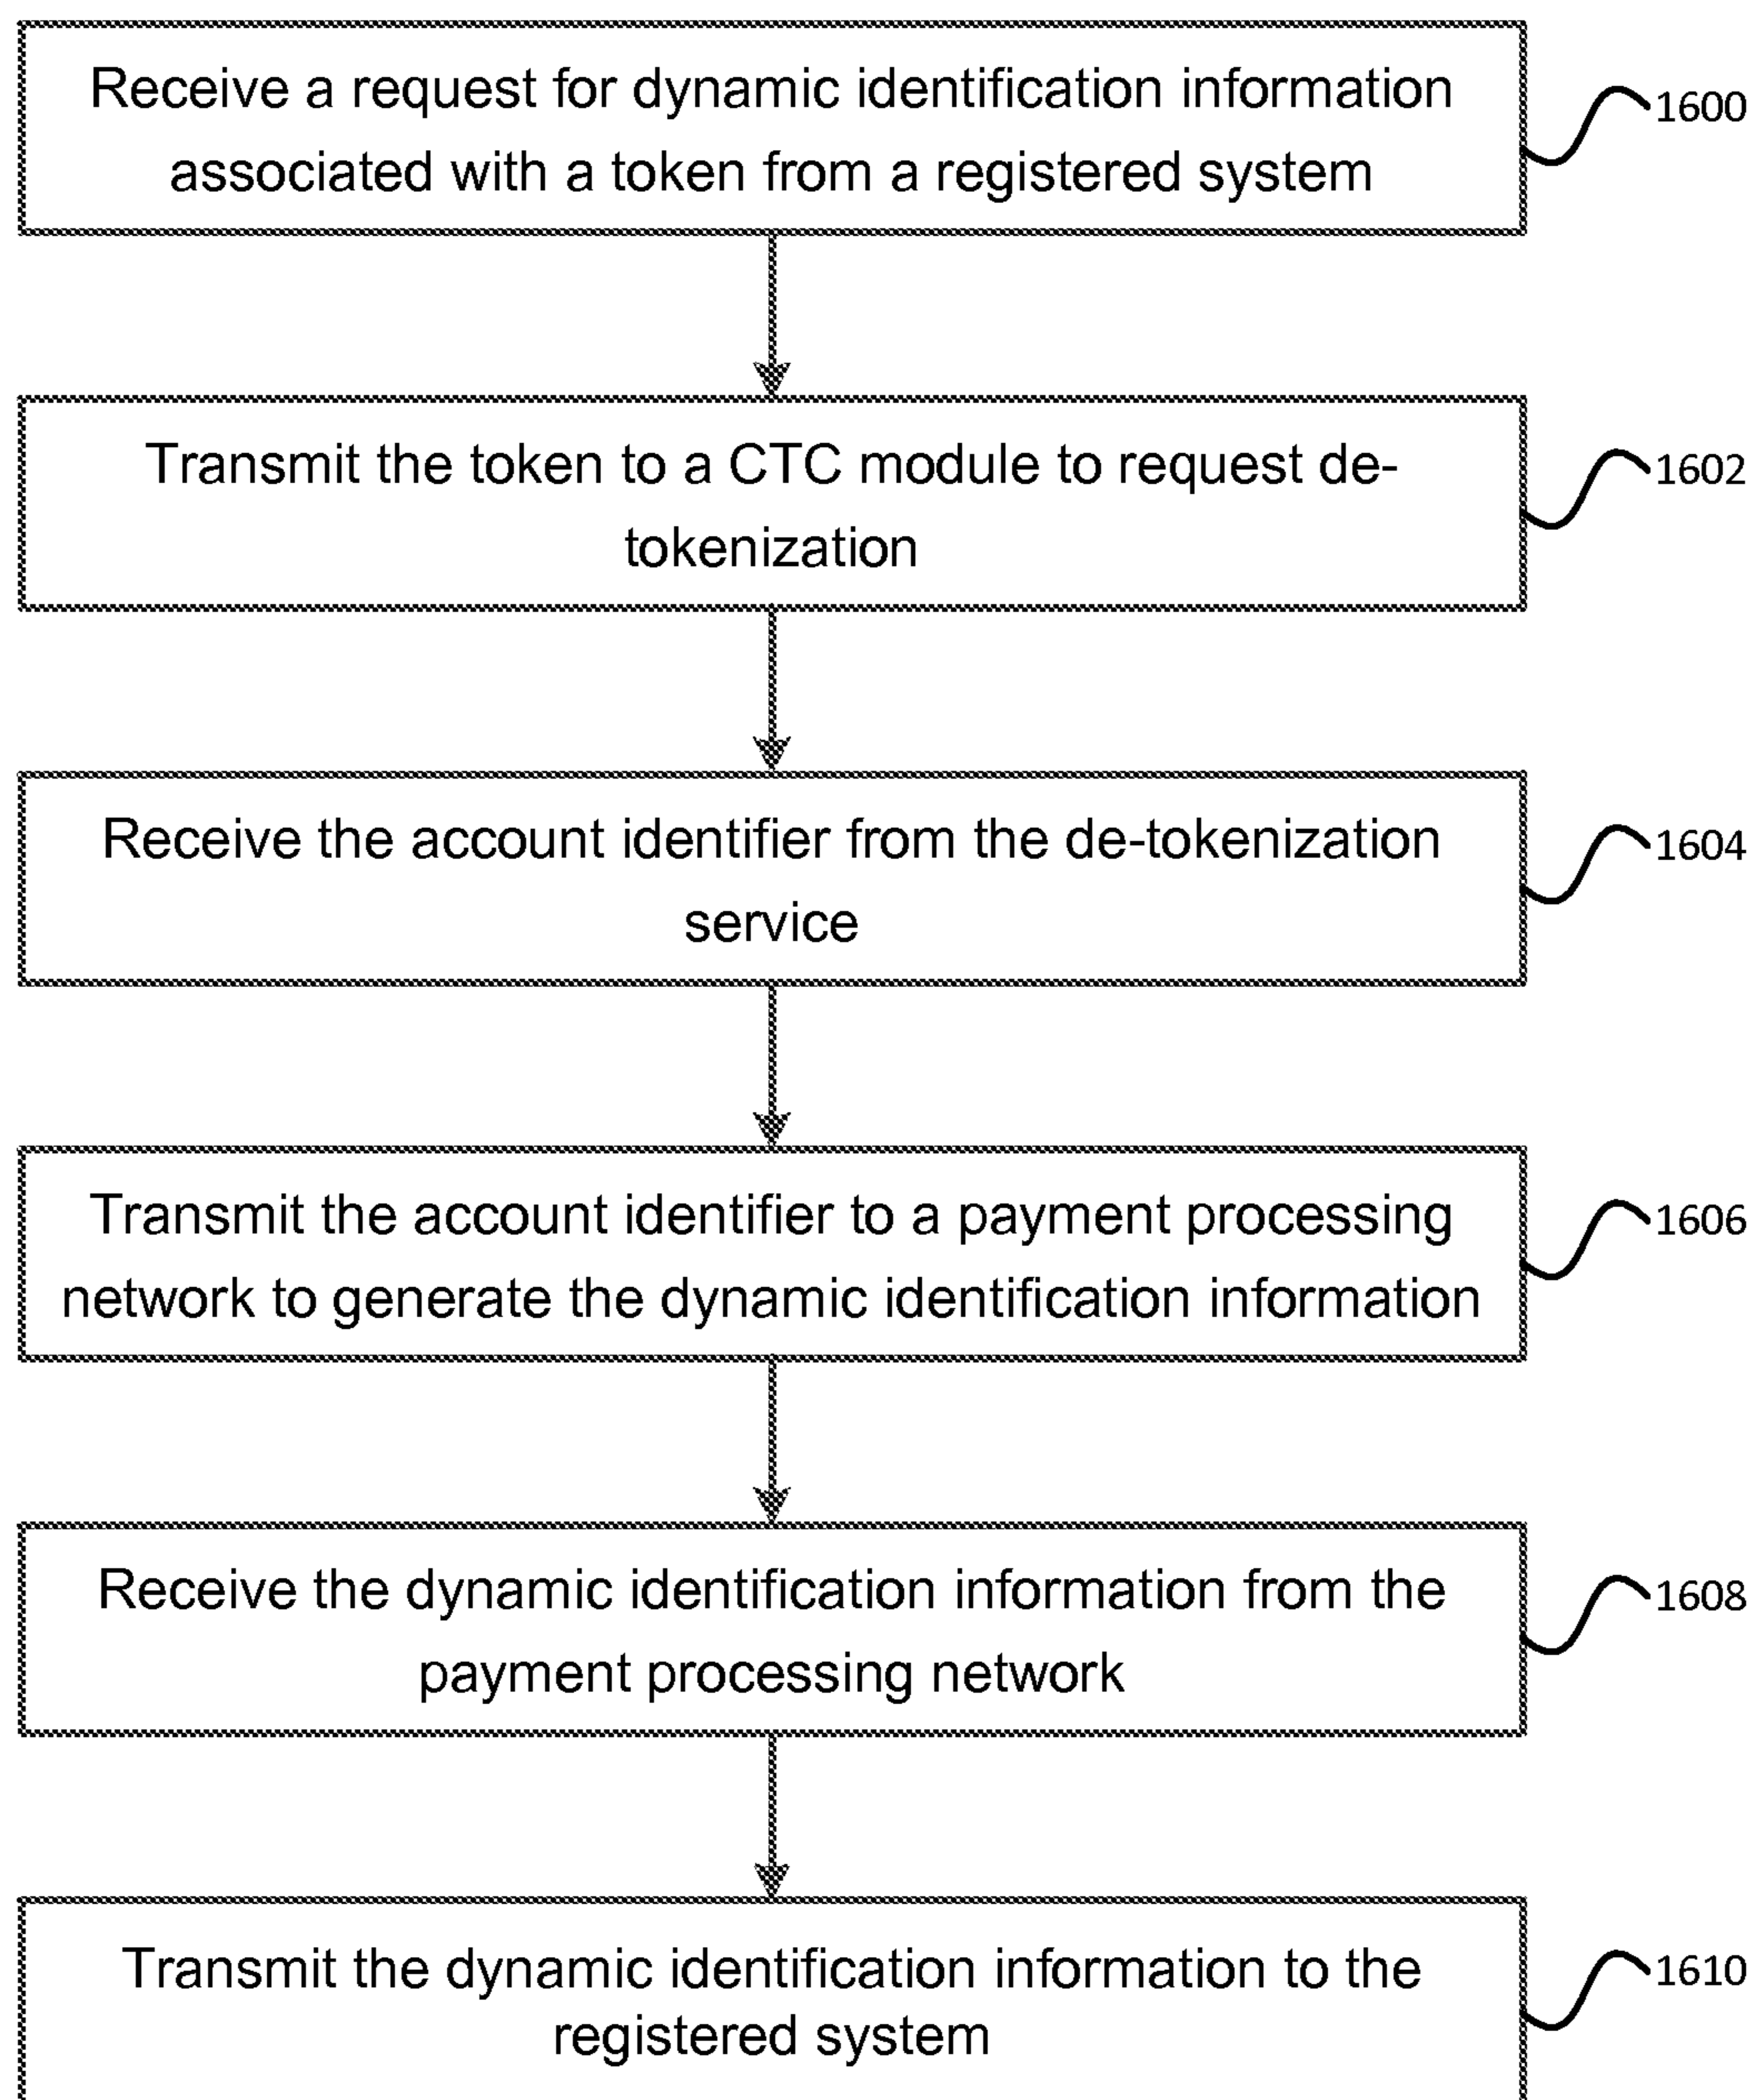 Receive a request for dynamic identification information
associated with a token from a registered system
1600
Transmit the token to a CTC module to request de-
tokenization
1602
Receive the account identifier from the de-tokenization
service
1604
Transmit the account identifier to a payment processing
network to generate the dynamic identification information
1606
Receive the dynamic identification information from the
payment processing network
1608
Transmit the dynamic identification information to the
registered system
1610